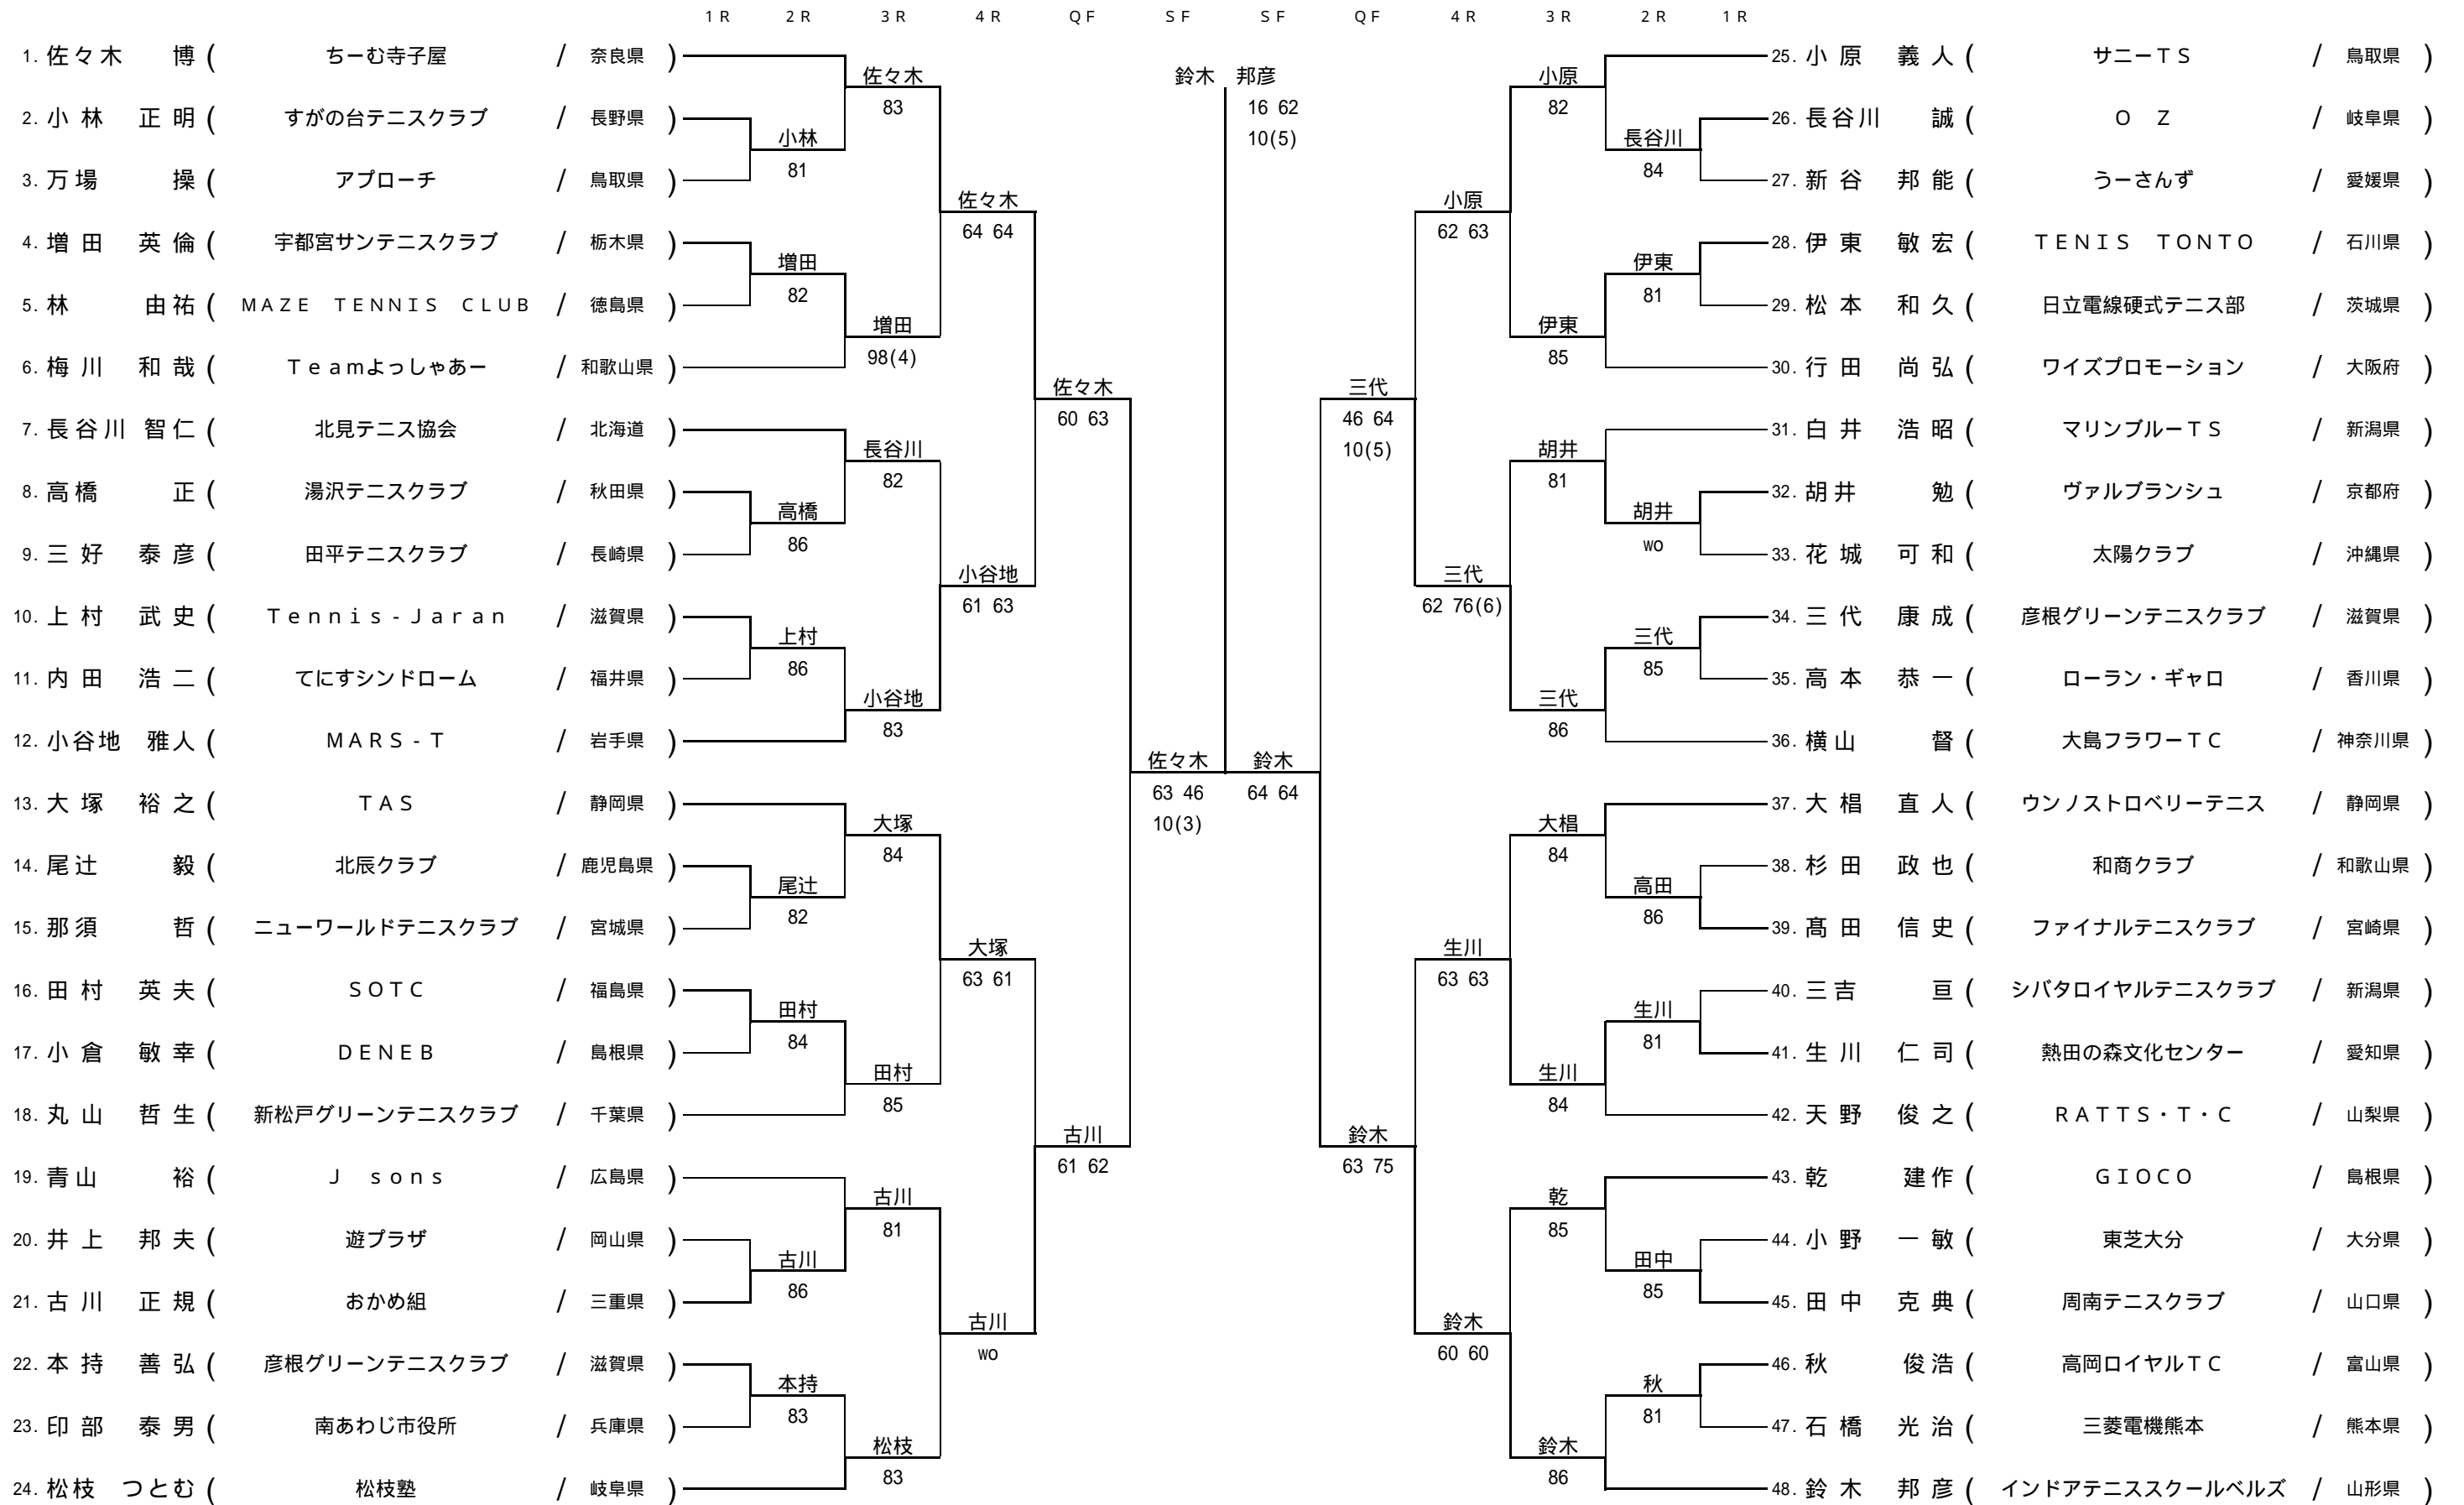 1R 2R 3R 4R QF SF SF QF 4R 3R 2R 1R
1. 佐々木 博 ( ちーむ寺子屋 / 奈良県 )
2. 小林 正明 ( すがの台テニスクラブ / 長野県 )
3. 万場 操 ( アプローチ / 鳥取県 )
4. 増田 英倫 ( 宇都宮サンテニスクラブ / 栃木県 )
5. 林 由祐 ( MAZE TENNIS CLUB / 徳島県 )
6. 梅川 和哉 ( Teamよっしゃあー / 和歌山県 )
7. 長谷川 智仁 ( 北見テニス協会 / 北海道 )
8. 高橋 正 ( 湯沢テニスクラブ / 秋田県 )
9. 三好 泰彦 ( 田平テニスクラブ / 長崎県 )
10. 上村 武史 ( Tennis-Jaran / 滋賀県 )
11. 内田 浩二 ( てにすシンドローム / 福井県 )
12. 小谷地 雅人 ( MARS-T / 岩手県 )
13. 大塚 裕之 ( TAS / 静岡県 )
14. 尾辻 毅 ( 北辰クラブ / 鹿児島県 )
15. 那須 哲 ( ニューワールドテニスクラブ / 宮城県 )
16. 田村 英夫 ( SOTC / 福島県 )
17. 小倉 敏幸 ( DENEB / 島根県 )
18. 丸山 哲生 ( 新松戸グリーンテニスクラブ / 千葉県 )
19. 青山 裕 ( J sons / 広島県 )
20. 井上 邦夫 ( 遊プラザ / 岡山県 )
21. 古川 正規 ( おかめ組 / 三重県 )
22. 本持 善弘 ( 彦根グリーンテニスクラブ / 滋賀県 )
23. 印部 泰男 ( 南あわじ市役所 / 兵庫県 )
24. 松枝 つとむ ( 松枝塾 / 岐阜県 )
小林
81
増田
82
高橋
86
上村
86
尾辻
82
田村
84
古川
86
本持
83
佐々木
83
増田
98(4)
長谷川
82
小谷地
83
大塚
84
田村
85
古川
81
松枝
83
佐々木
64 64
小谷地
61 63
大塚
63 61
古川
wo
佐々木
60 63
古川
61 62
佐々木
63 46
10(3)
鈴木 邦彦
16 62
10(5)
鈴木
64 64
三代
46 64
10(5)
鈴木
63 75
小原
62 63
三代
62 76(6)
生川
63 63
鈴木
60 60
小原
82
伊東
85
胡井
81
三代
86
大椙
84
生川
84
乾
85
鈴木
86
長谷川
84
伊東
81
胡井
wo
三代
85
高田
86
生川
81
田中
85
秋
81
25. 小原 義人 ( サニーTS / 鳥取県 )
26. 長谷川 誠 ( O Z / 岐阜県 )
27. 新谷 邦能 ( うーさんず / 愛媛県 )
28. 伊東 敏宏 ( TENIS TONTO / 石川県 )
29. 松本 和久 ( 日立電線硬式テニス部 / 茨城県 )
30. 行田 尚弘 ( ワイズプロモーション / 大阪府 )
31. 白井 浩昭 ( マリンブルーTS / 新潟県 )
32. 胡井 勉 ( ヴァルブランシュ / 京都府 )
33. 花城 可和 ( 太陽クラブ / 沖縄県 )
34. 三代 康成 ( 彦根グリーンテニスクラブ / 滋賀県 )
35. 高本 恭一 ( ローラン・ギャロ / 香川県 )
36. 横山 督 ( 大島フラワーTC / 神奈川県 )
37. 大椙 直人 ( ウンノストロベリーテニス / 静岡県 )
38. 杉田 政也 ( 和商クラブ / 和歌山県 )
39. 髙田 信史 ( ファイナルテニスクラブ / 宮崎県 )
40. 三吉 亘 ( シバタロイヤルテニスクラブ / 新潟県 )
41. 生川 仁司 ( 熱田の森文化センター / 愛知県 )
42. 天野 俊之 ( RATTS・T・C / 山梨県 )
43. 乾 建作 ( GIOCO / 島根県 )
44. 小野 一敏 ( 東芝大分 / 大分県 )
45. 田中 克典 ( 周南テニスクラブ / 山口県 )
46. 秋 俊浩 ( 高岡ロイヤルTC / 富山県 )
47. 石橋 光治 ( 三菱電機熊本 / 熊本県 )
48. 鈴木 邦彦 ( インドアテニススクールベルズ / 山形県 )